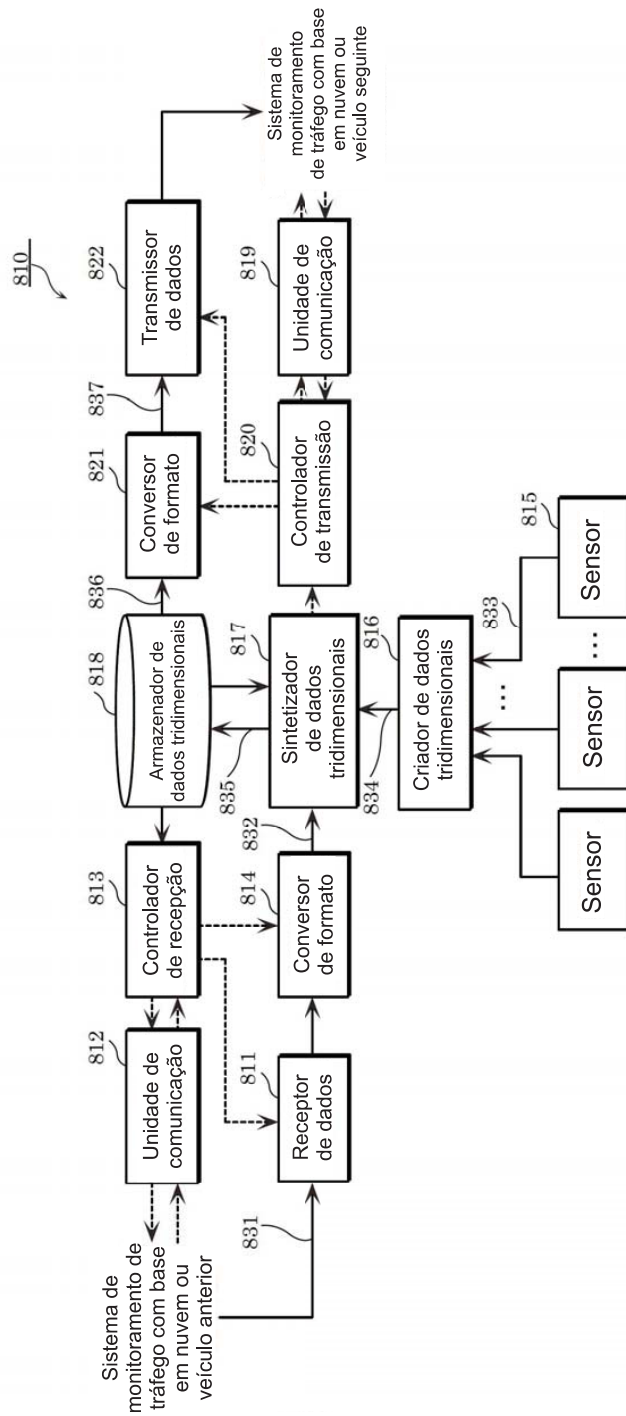 810
Sistema de
monitoramento de
tráfego com base
em nuvem ou
veículo anterior
812
Unidade de
comunicação
813
Controlador
de recepção
818
Armazenador de
dados tridimensionais
836
821
Conversor
de formato
837
822
Transmissor
de dados
Sistema de
monitoramento
de tráfego com base
em nuvem ou
veículo seguinte
831
811
Receptor
de dados
814
Conversor
de formato
832
835
817
Sintetizador
de dados
tridimensionais
820
Controlador
de transmissão
819
Unidade de
comunicação
834
816
Criador de dados
tridimensionais
833
...
815
Sensor
Sensor
...
Sensor